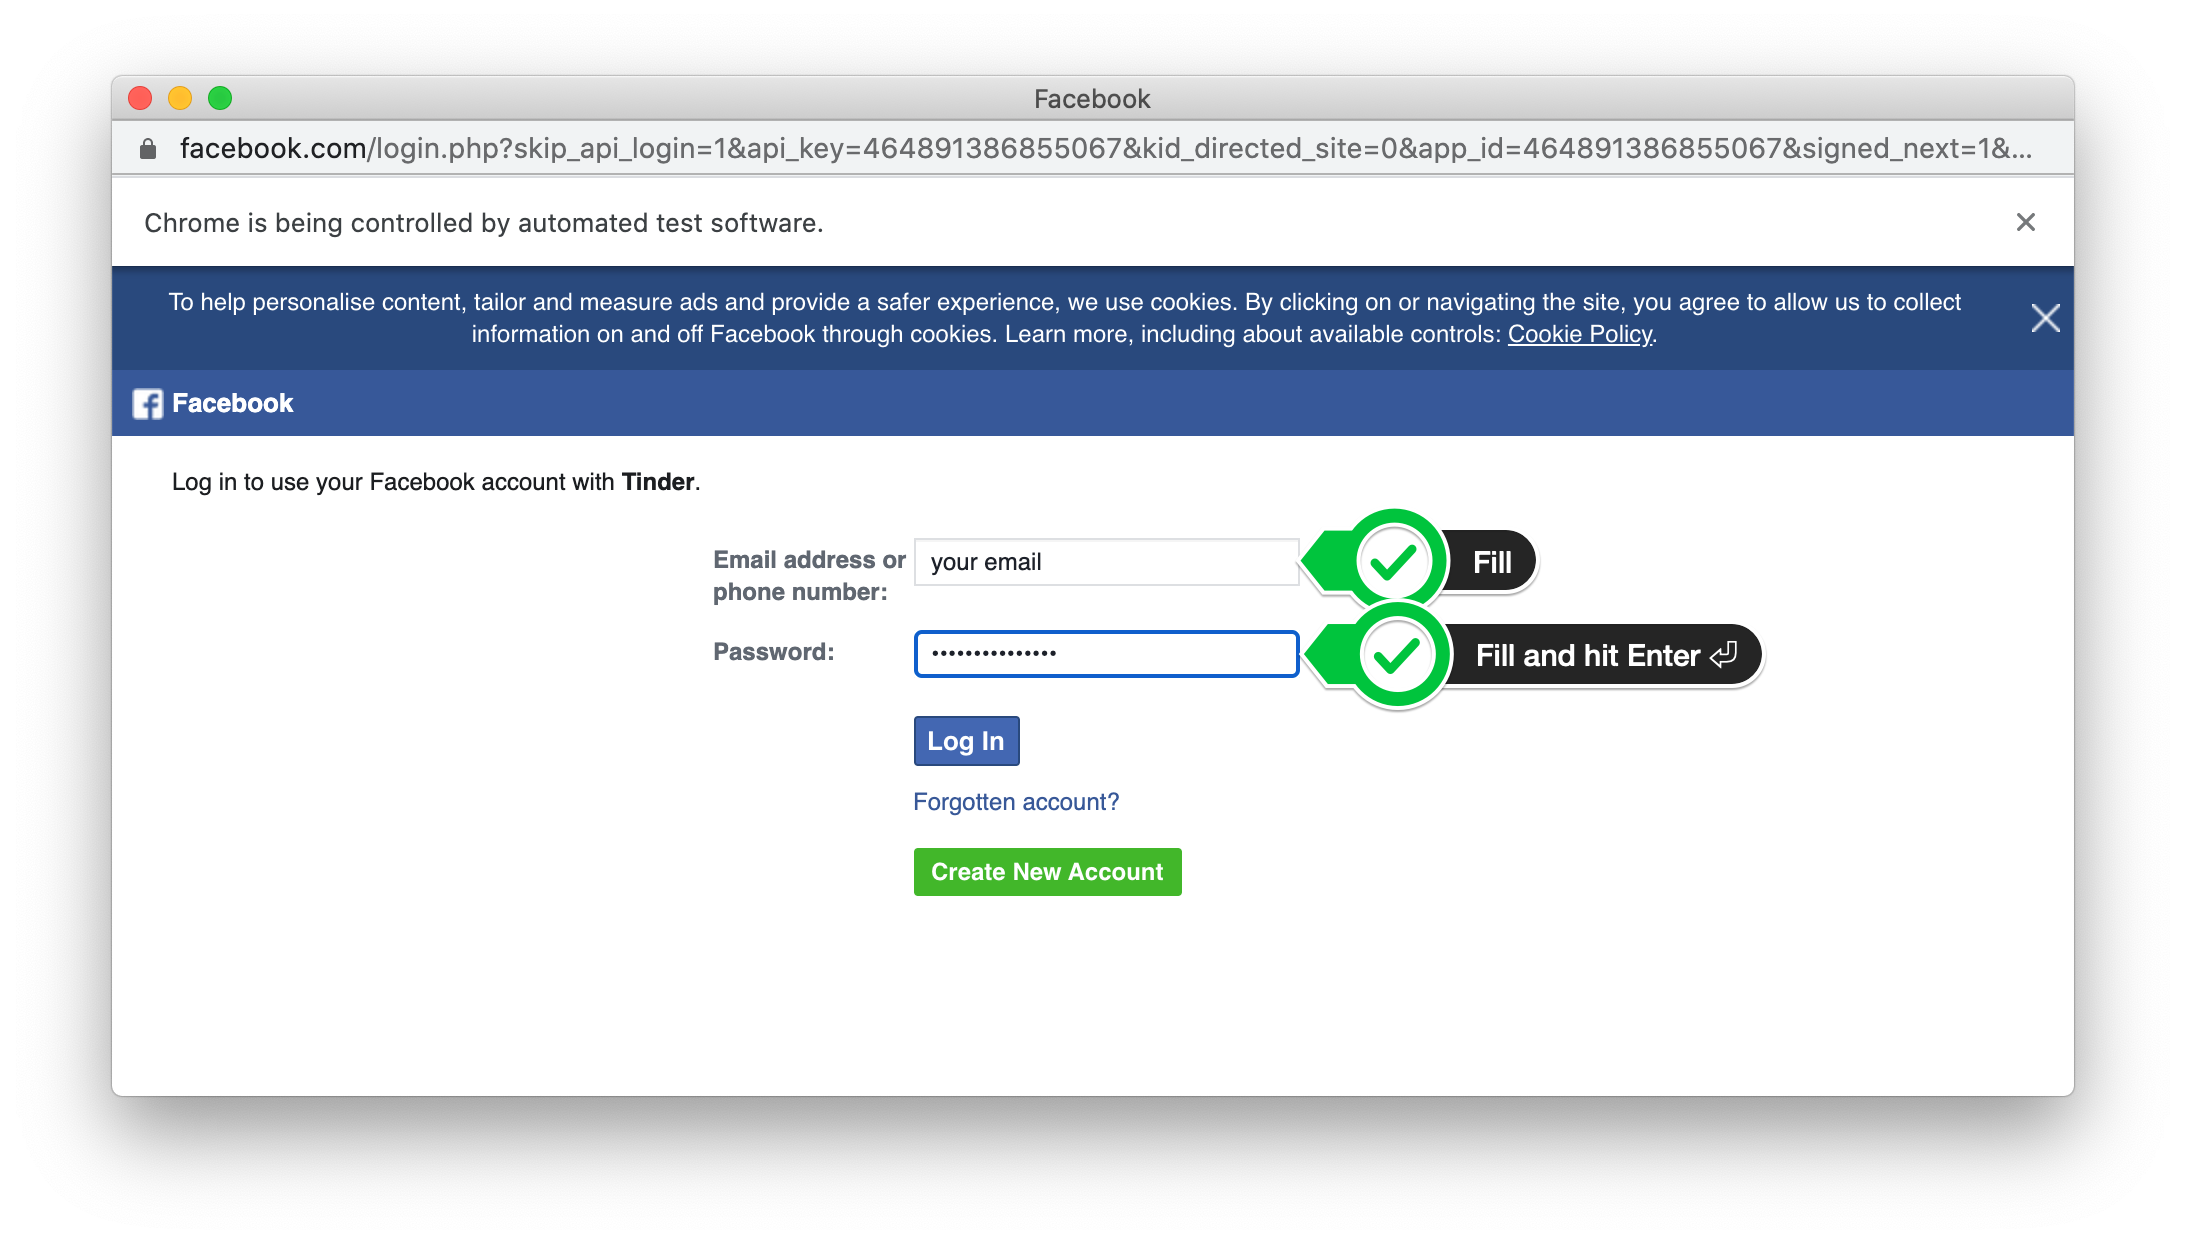 Facebook
facebook.com/login.php?skip_api_login=1&api_key=464891386855067&kid_directed_site=0&app_id=464891386855067&signed_next=1&...
Chrome is being controlled by automated test software.
To help personalise content, tailor and measure ads and provide a safer experience, we use cookies. By clicking on or navigating the site, you agree to allow us to collect
information on and off Facebook through cookies. Learn more, including about available controls: Cookie Policy.
Facebook
Log in to use your Facebook account with Tinder.
Email address or
phone number:
your email
Fill
Password:
•••••••••••••••
Fill and hit Enter ⏎
Log In
Forgotten account?
Create New Account